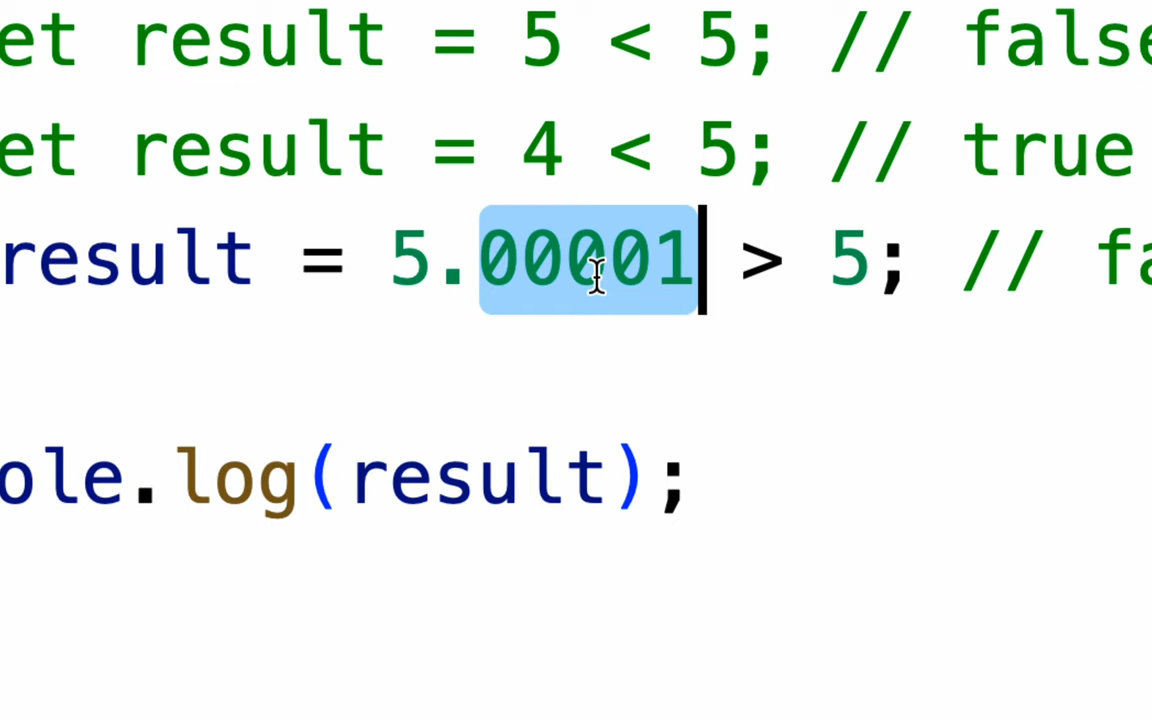 et result = 5 < 5; // false
et result = 4 < 5; // true
result = 5.00001 > 5; // fa
ole.log(result);